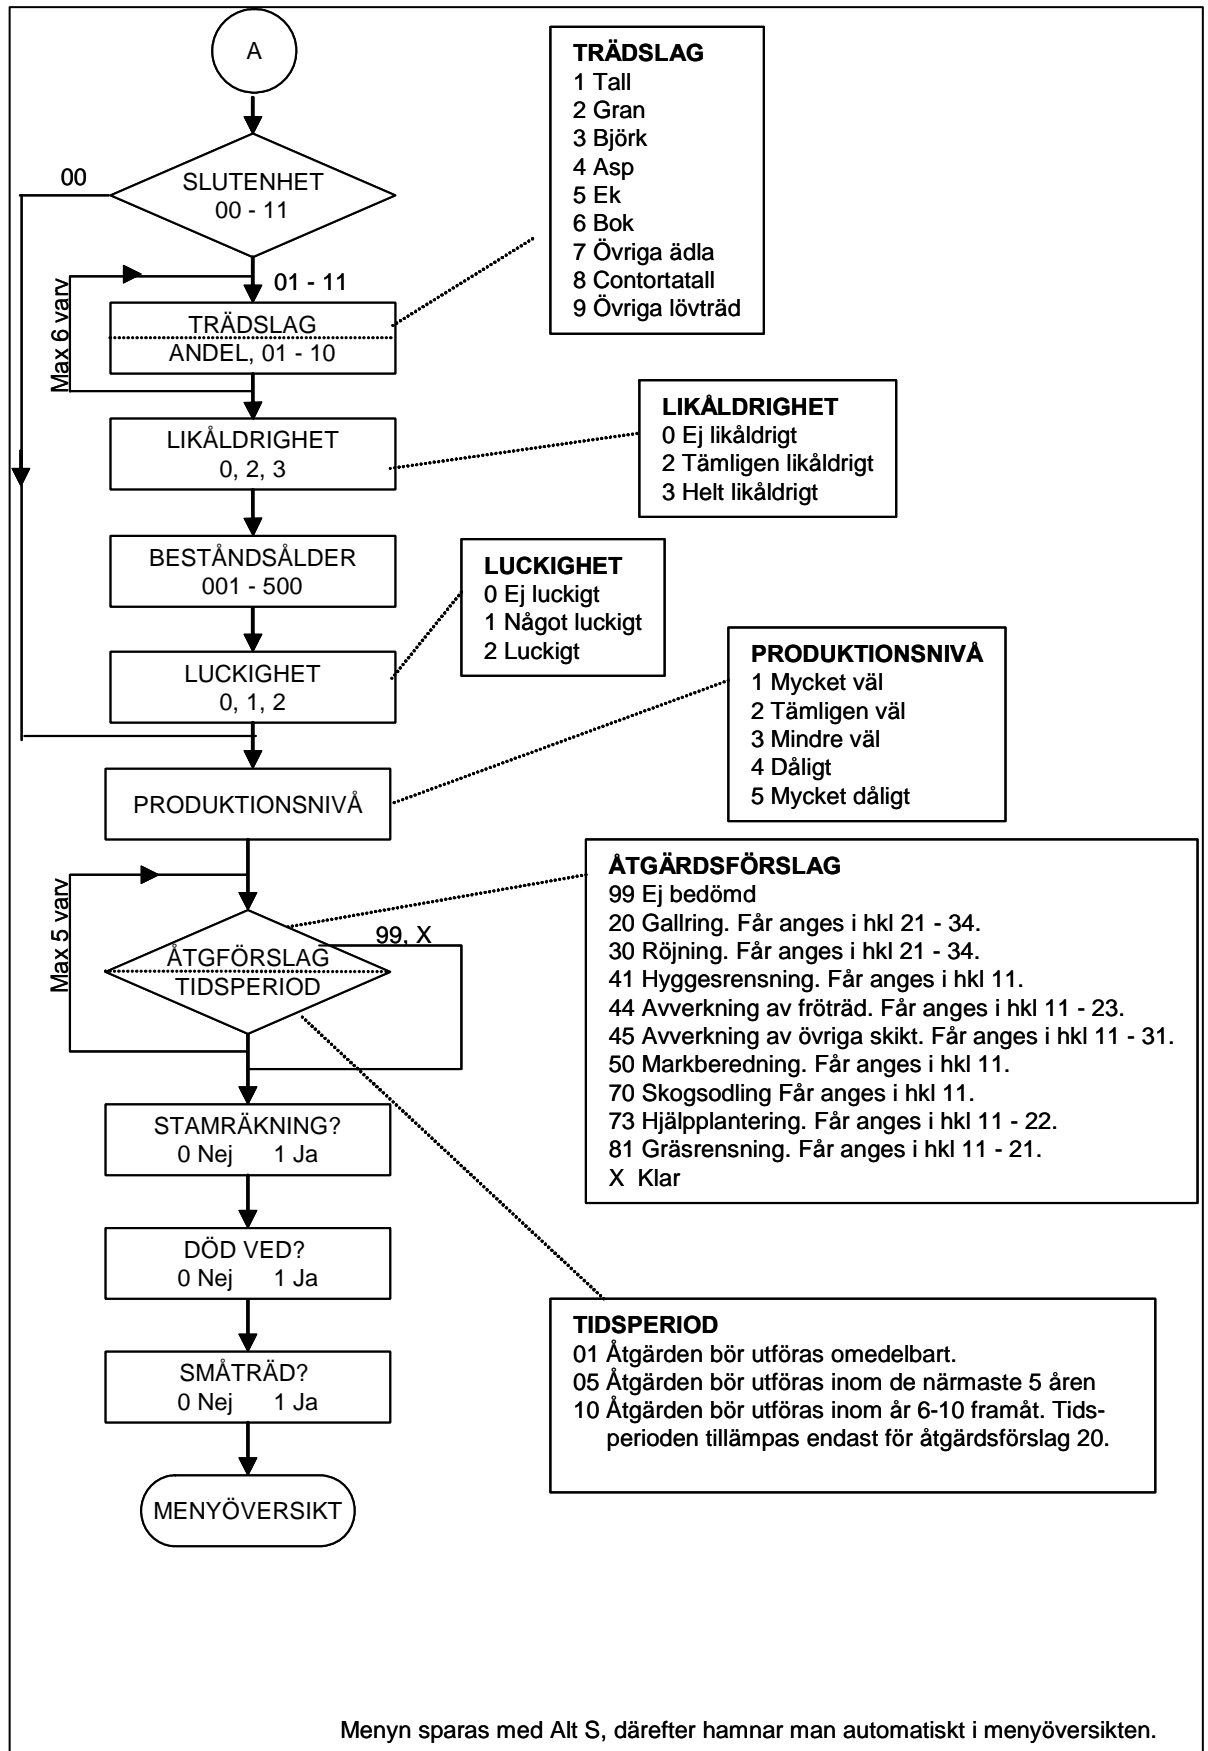 A
SLUTENHET
00 - 11
00
01 - 11
Max 6 varv
TRÄDSLAG
ANDEL, 01 - 10
LIKÅLDRIGHET
0, 2, 3
BESTÅNDSÅLDER
001 - 500
LUCKIGHET
0, 1, 2
PRODUKTIONSNIVÅ
Max 5 varv
99, X
ÅTGFÖRSLAG
TIDSPERIOD
STAMRÄKNING?
0 Nej 1 Ja
DÖD VED?
0 Nej 1 Ja
SMÅTRÄD?
0 Nej 1 Ja
MENYÖVERSIKT
TRÄDSLAG
1 Tall
2 Gran
3 Björk
4 Asp
5 Ek
6 Bok
7 Övriga ädla
8 Contortatall
9 Övriga lövträd
LIKÅLDRIGHET
0 Ej likåldrigt
2 Tämligen likåldrigt
3 Helt likåldrigt
LUCKIGHET
0 Ej luckigt
1 Något luckigt
2 Luckigt
PRODUKTIONSNIVÅ
1 Mycket väl
2 Tämligen väl
3 Mindre väl
4 Dåligt
5 Mycket dåligt
ÅTGÄRDSFÖRSLAG
99 Ej bedömd
20 Gallring. Får anges i hkl 21 - 34.
30 Röjning. Får anges i hkl 21 - 34.
41 Hyggesrensning. Får anges i hkl 11.
44 Avverkning av fröträd. Får anges i hkl 11 - 23.
45 Avverkning av övriga skikt. Får anges i hkl 11 - 31.
50 Markberedning. Får anges i hkl 11.
70 Skogsodling Får anges i hkl 11.
73 Hjälpplantering. Får anges i hkl 11 - 22.
81 Gräsrensning. Får anges i hkl 11 - 21.
X Klar
TIDSPERIOD
01 Åtgärden bör utföras omedelbart.
05 Åtgärden bör utföras inom de närmaste 5 åren
10 Åtgärden bör utföras inom år 6-10 framåt. Tids-
perioden tillämpas endast för åtgärdsförslag 20.
Menyn sparas med Alt S, därefter hamnar man automatiskt i menyöversikten.